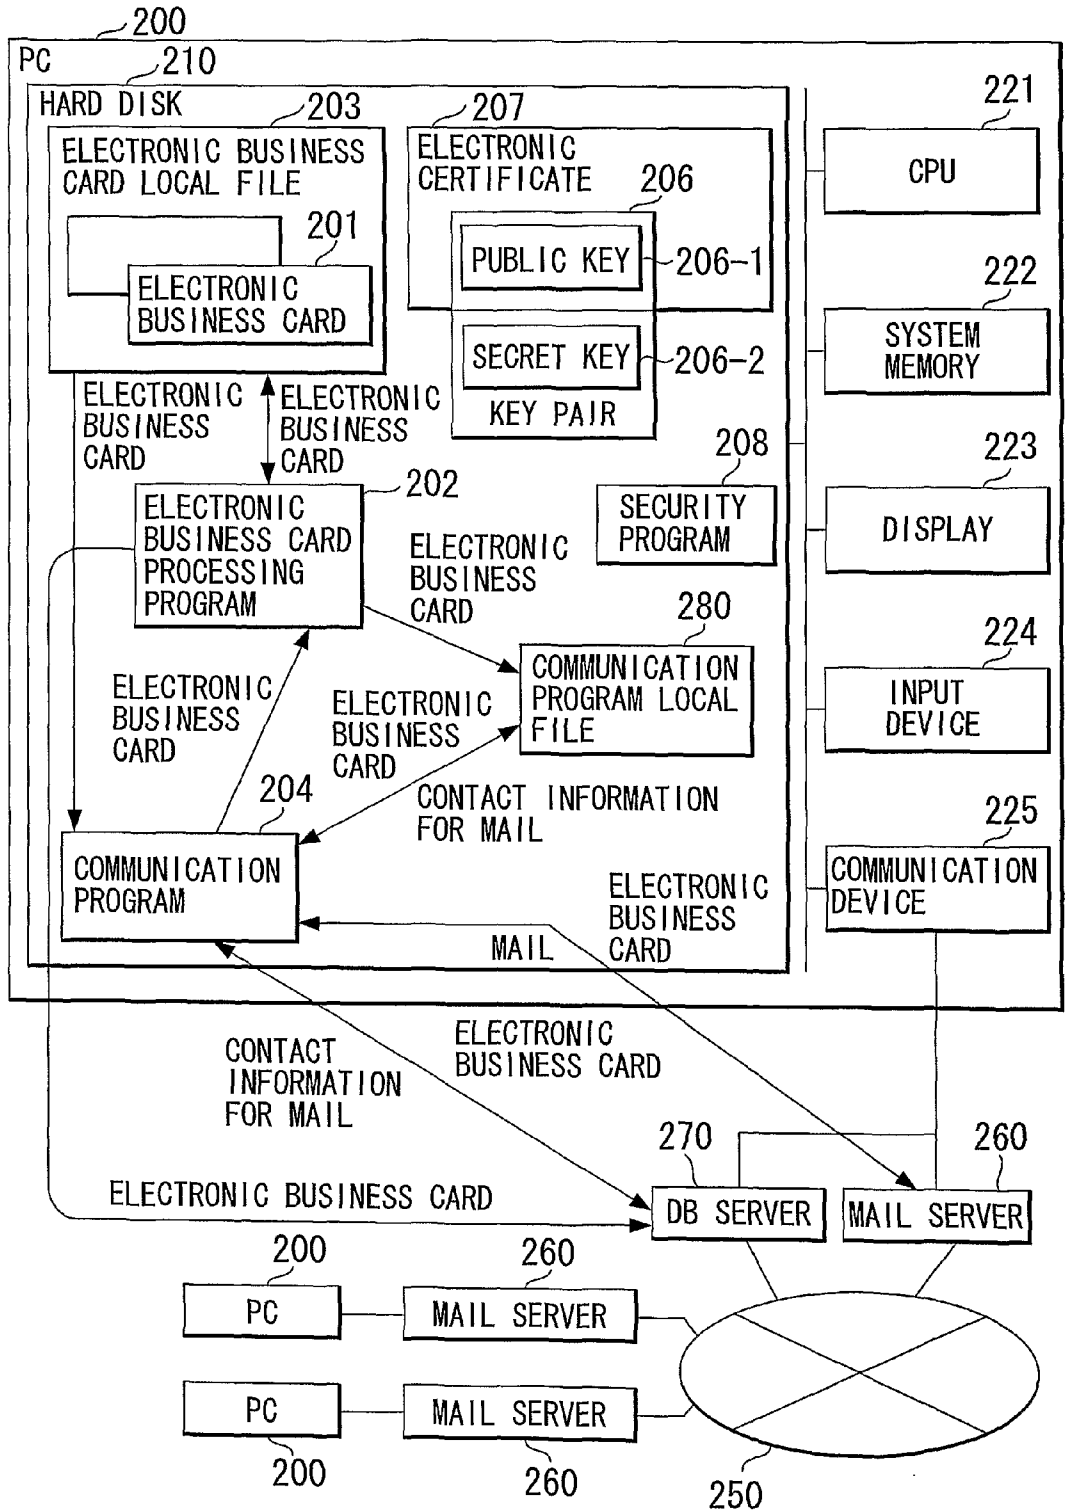 200
PC
210
HARD DISK
203
ELECTRONIC BUSINESS
CARD LOCAL FILE
201
ELECTRONIC
BUSINESS CARD
207
ELECTRONIC
CERTIFICATE
206
PUBLIC KEY
206-1
SECRET KEY
206-2
KEY PAIR
221
CPU
222
SYSTEM
MEMORY
223
DISPLAY
224
INPUT
DEVICE
225
COMMUNICATION
DEVICE
ELECTRONIC
BUSINESS
CARD
ELECTRONIC
BUSINESS
CARD
202
ELECTRONIC
BUSINESS CARD
PROCESSING
PROGRAM
208
SECURITY
PROGRAM
ELECTRONIC
BUSINESS
CARD
280
COMMUNICATION
PROGRAM LOCAL
FILE
ELECTRONIC
BUSINESS
CARD
ELECTRONIC
BUSINESS
CARD
CONTACT INFORMATION
FOR MAIL
204
COMMUNICATION
PROGRAM
ELECTRONIC
BUSINESS
CARD
MAIL
ELECTRONIC
BUSINESS CARD
CONTACT
INFORMATION
FOR MAIL
ELECTRONIC BUSINESS CARD
270
DB SERVER
260
MAIL SERVER
200
PC
260
MAIL SERVER
PC
200
MAIL SERVER
260
250